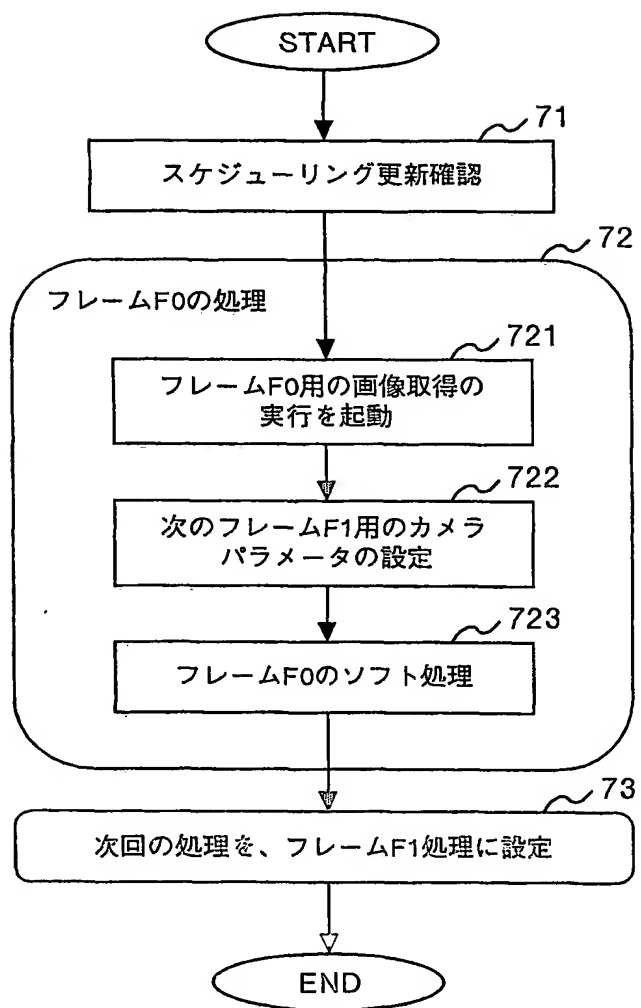 START
71
スケジューリング更新確認
72
フレームF0の処理
721
フレームF0用の画像取得の
実行を起動
722
次のフレームF1用のカメラ
パラメータの設定
723
フレームF0のソフト処理
73
次回の処理を、フレームF1処理に設定
END